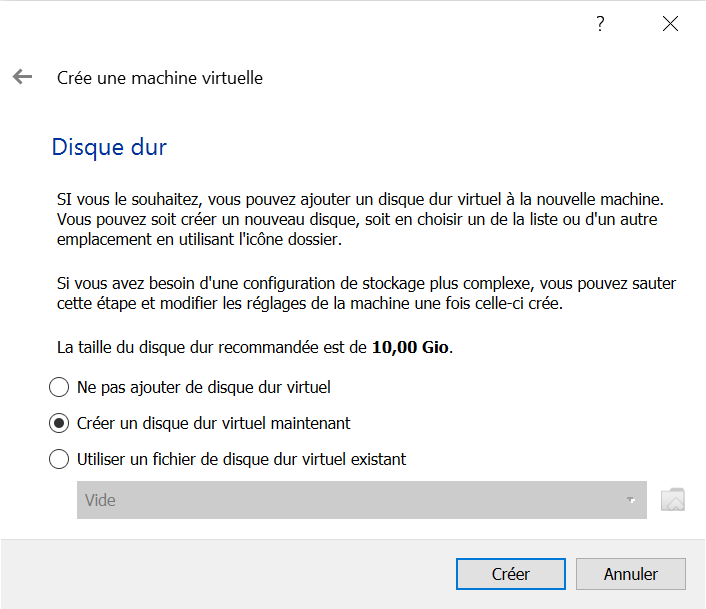 ?
Crée une machine virtuelle
Disque dur
SI vous le souhaitez, vous pouvez ajouter un disque dur virtuel à la nouvelle machine.
Vous pouvez soit créer un nouveau disque, soit en choisir un de la liste ou d'un autre
emplacement en utilisant l'icône dossier.
Si vous avez besoin d'une configuration de stockage plus complexe, vous pouvez sauter
cette étape et modifier les réglages de la machine une fois celle-ci crée.
La taille du disque dur recommandée est de 10,00 Gio.
Ne pas ajouter de disque dur virtuel
Créer un disque dur virtuel maintenant
Utiliser un fichier de disque dur virtuel existant
Vide
Créer
Annuler